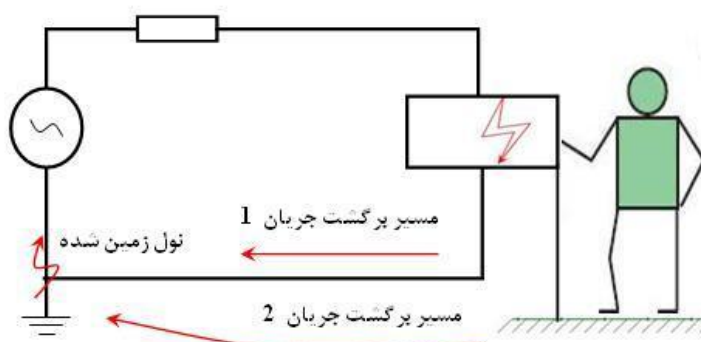 مسیر برگشت جریان 1
نول زمین شده
مسیر برگشت جریان 2